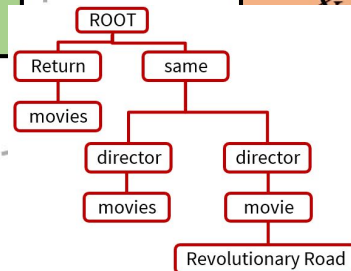 ROOT
Return same
movies
director director
movies movie
Revolutionary Road